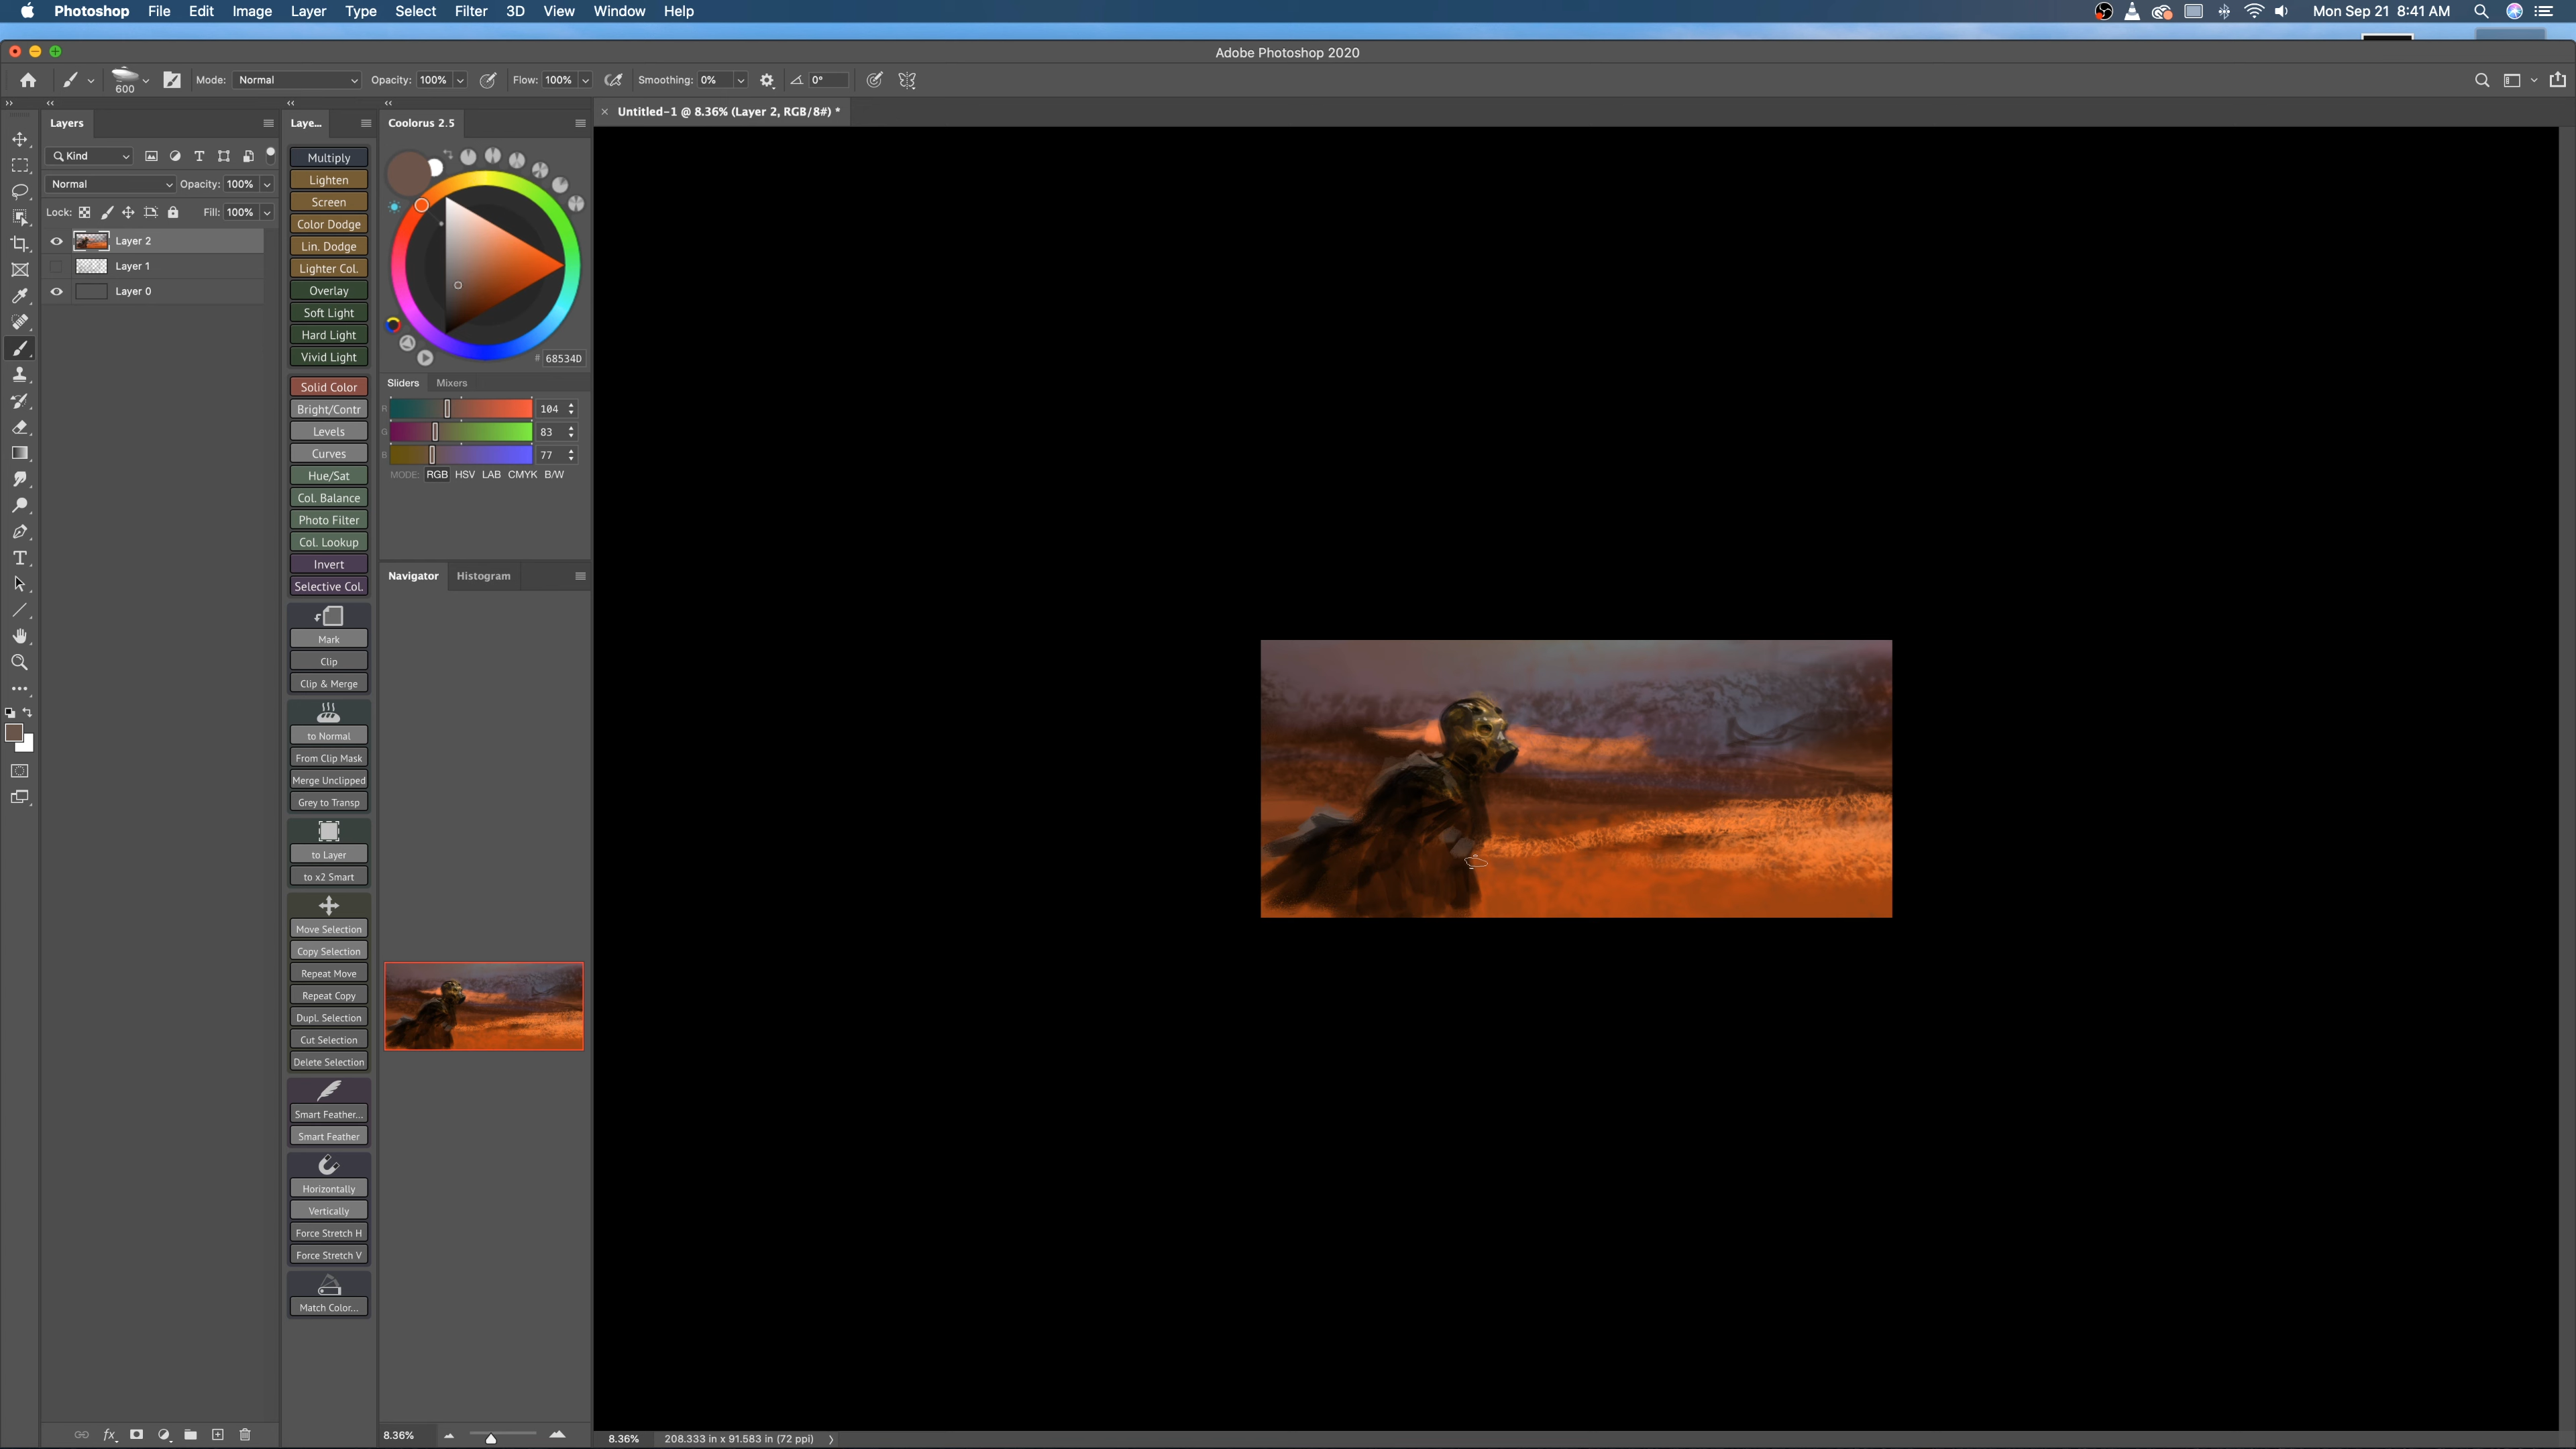 Photoshop File Edit Image Layer Type Select Filter 3D View Window Help Mon Sep 21 8:41 AM
Adobe Photoshop 2020
600 Mode: Normal Opacity: 100% Flow: 100% Smoothing: 0% 0°
Untitled-1 @ 8.36% (Layer 2, RGB/8#) *
Layers
Kind
Normal Opacity: 100%
Lock: Fill: 100%
Layer 2
Layer 1
Layer 0
Laye...
Multiply
Lighten
Screen
Color Dodge
Lin. Dodge
Lighter Col.
Overlay
Soft Light
Hard Light
Vivid Light
Solid Color
Bright/Contr
Levels
Curves
Hue/Sat
Col. Balance
Photo Filter
Col. Lookup
Invert
Selective Col.
Mark
Clip
Clip & Merge
to Normal
From Clip Mask
Merge Unclipped
Grey to Transp
to Layer
to x2 Smart
Move Selection
Copy Selection
Repeat Move
Repeat Copy
Dupl. Selection
Cut Selection
Delete Selection
Smart Feather...
Smart Feather
Horizontally
Vertically
Force Stretch H
Force Stretch V
Match Color...
Coolorus 2.5
# 68534D
Sliders Mixers
R 104
G 83
B 77
MODE: RGB HSV LAB CMYK B/W
Navigator Histogram
8.36%
8.36% 208.333 in x 91.583 in (72 ppi)